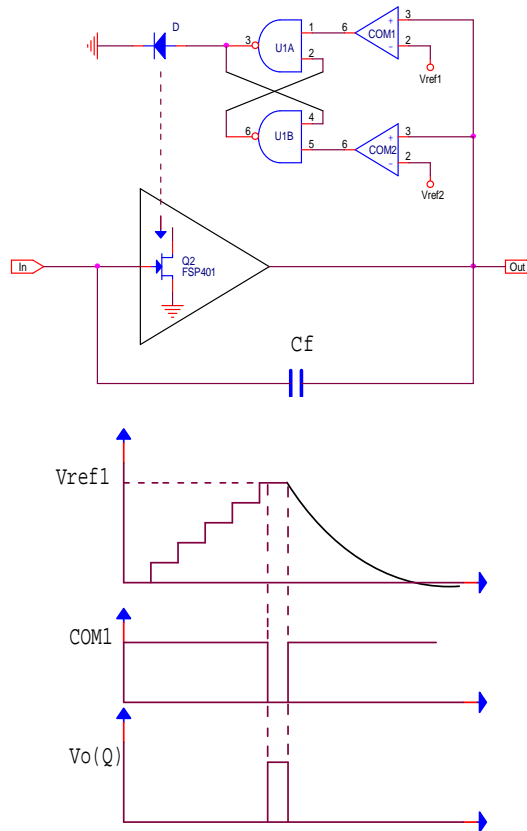 D
3
U1A
1
2
6
COM1
+
3
−
2
Vref1
6
U1B
4
5
6
COM2
+
3
−
2
Vref2
In
Q2
FSP401
Out
Cf
Vref1
COM1
Vo(Q)